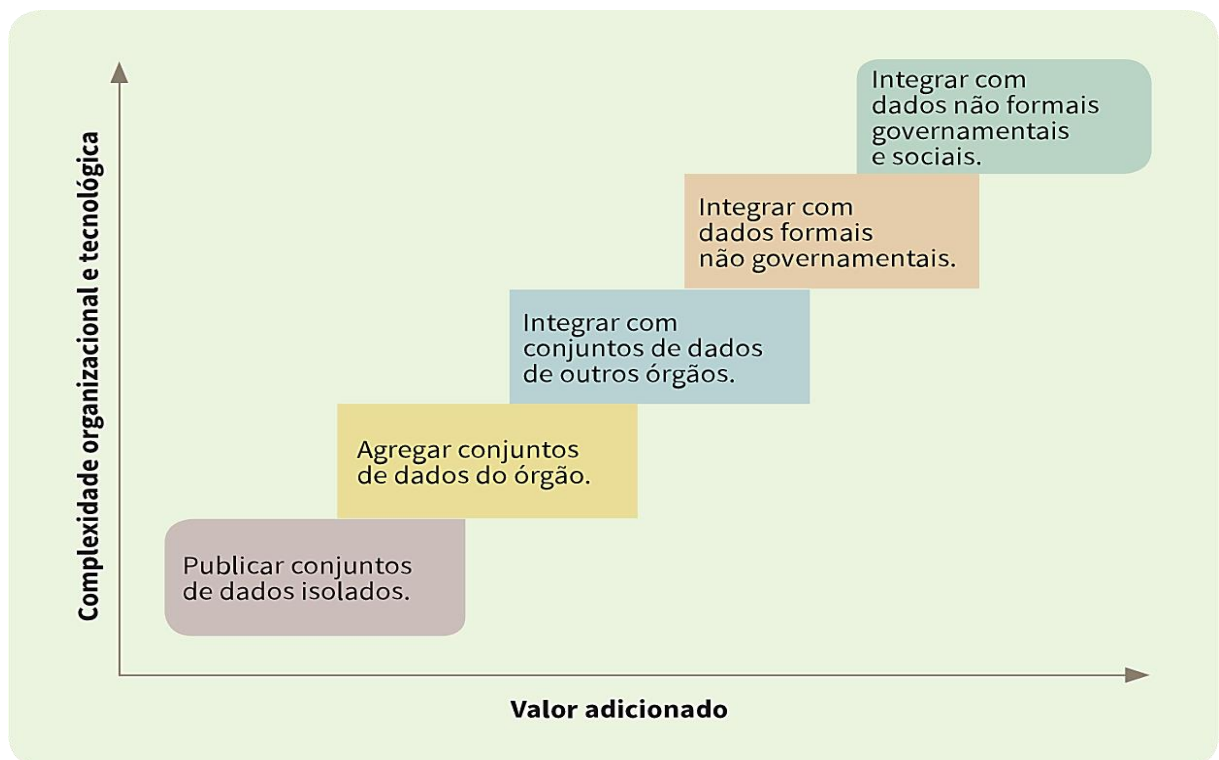 Complexidade organizacional e tecnológica
Integrar com
dados não formais
governamentais
e sociais.
Integrar com
dados formais
não governamentais.
Integrar com
conjuntos de dados
de outros órgãos.
Agregar conjuntos
de dados do órgão.
Publicar conjuntos
de dados isolados.
Valor adicionado